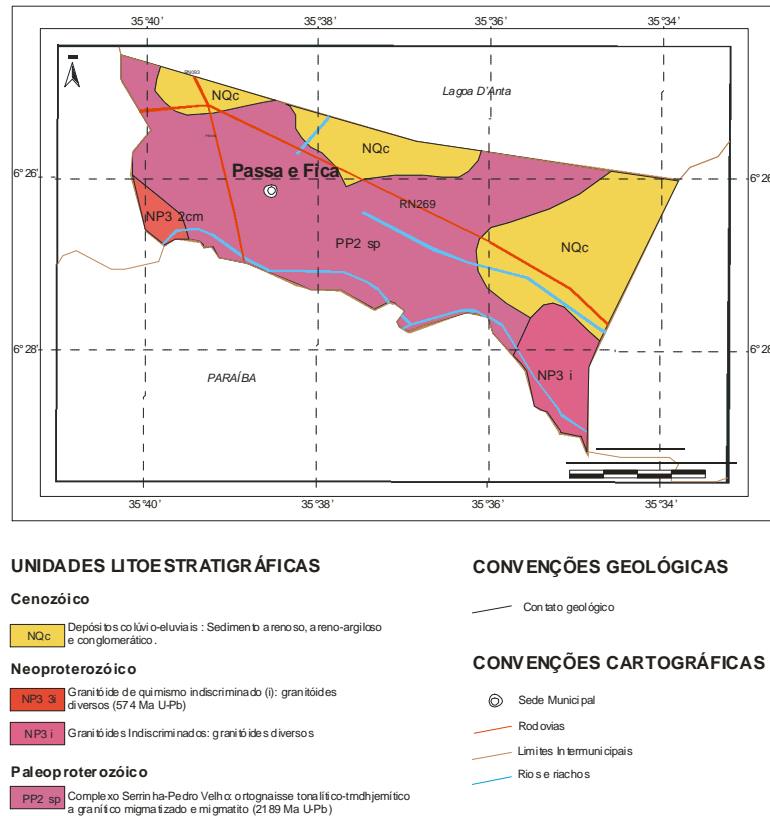 35°40'
35°38'
35°36'
35°34'
RN093
NQc
Lagoa D'Anta
NQc
6°26'
6°26
Passa e Fica
NP3 2cm
RN269
PP2 sp
NQc
6°28'
6°28
PARAÍBA
NP3 i
35°40'
35°38'
35°36'
35°34'
UNIDADES LITOESTRATIGRÁFICAS
Cenozóico
NQc
Depósitos colúvio-eluviais : Sedimento arenoso, areno-argiloso
e conglomerático.
Neoproterozóico
NP3 3i
Granitóide de quimismo indiscriminado (i): granitóides
diversos (574 Ma U-Pb)
NP3 i
Granitóides Indiscriminados: granitóides diversos
Paleoproterozóico
PP2 sp
Complexo Serrinha-Pedro Velho: ortognaisse tonalítico-trndhjemítico
a granítico migmatizado e migmatito (2189 Ma U-Pb)
CONVENÇÕES GEOLÓGICAS
Contato geológico
CONVENÇÕES CARTOGRÁFICAS
Sede Municipal
Rodovias
Limites Intermunicipais
Rios e riachos